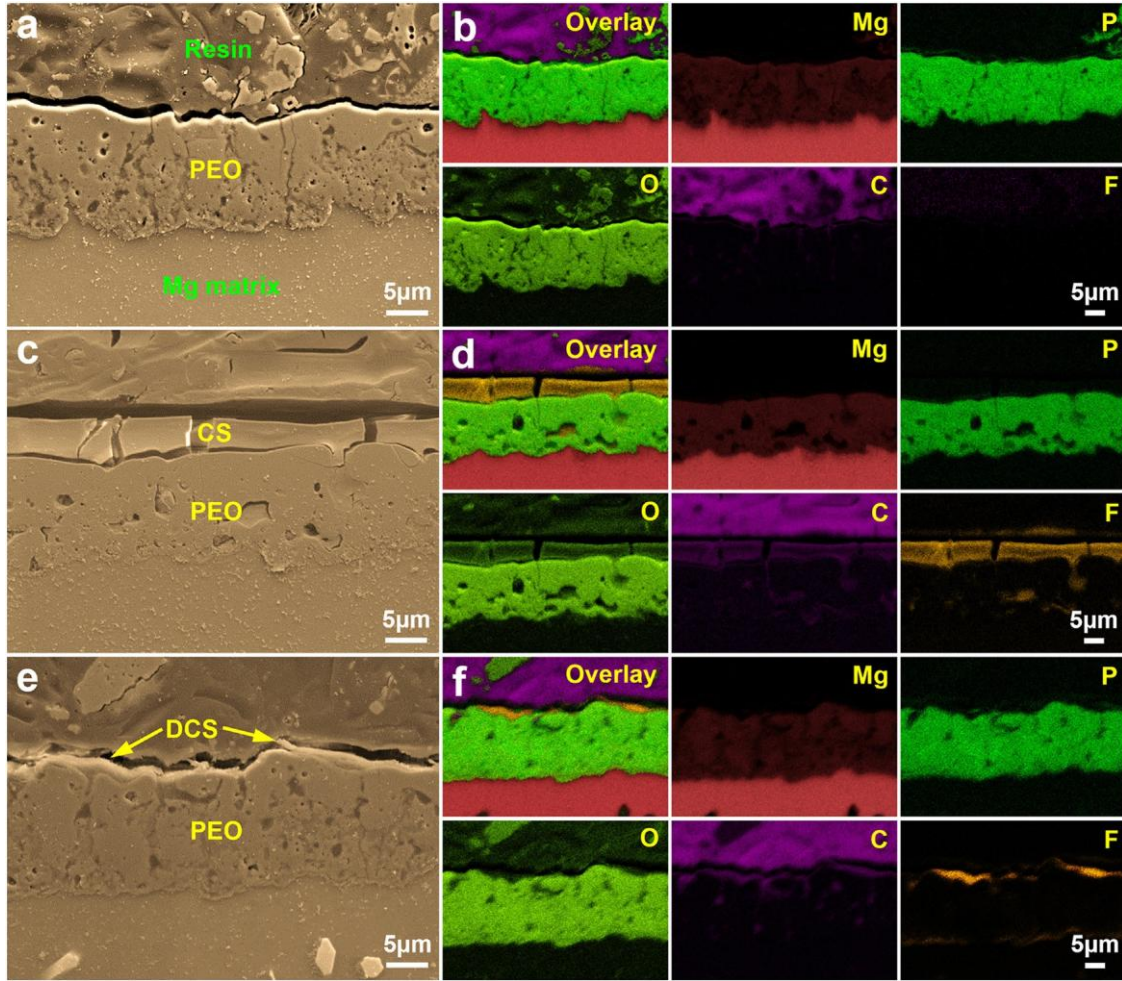 a
Resin
PEO
Mg matrix
5μm
b
Overlay
Mg
P
O
C
F
5μm
c
CS
PEO
5μm
d
Overlay
Mg
P
O
C
F
5μm
e
DCS
PEO
5μm
f
Overlay
Mg
P
O
C
F
5μm